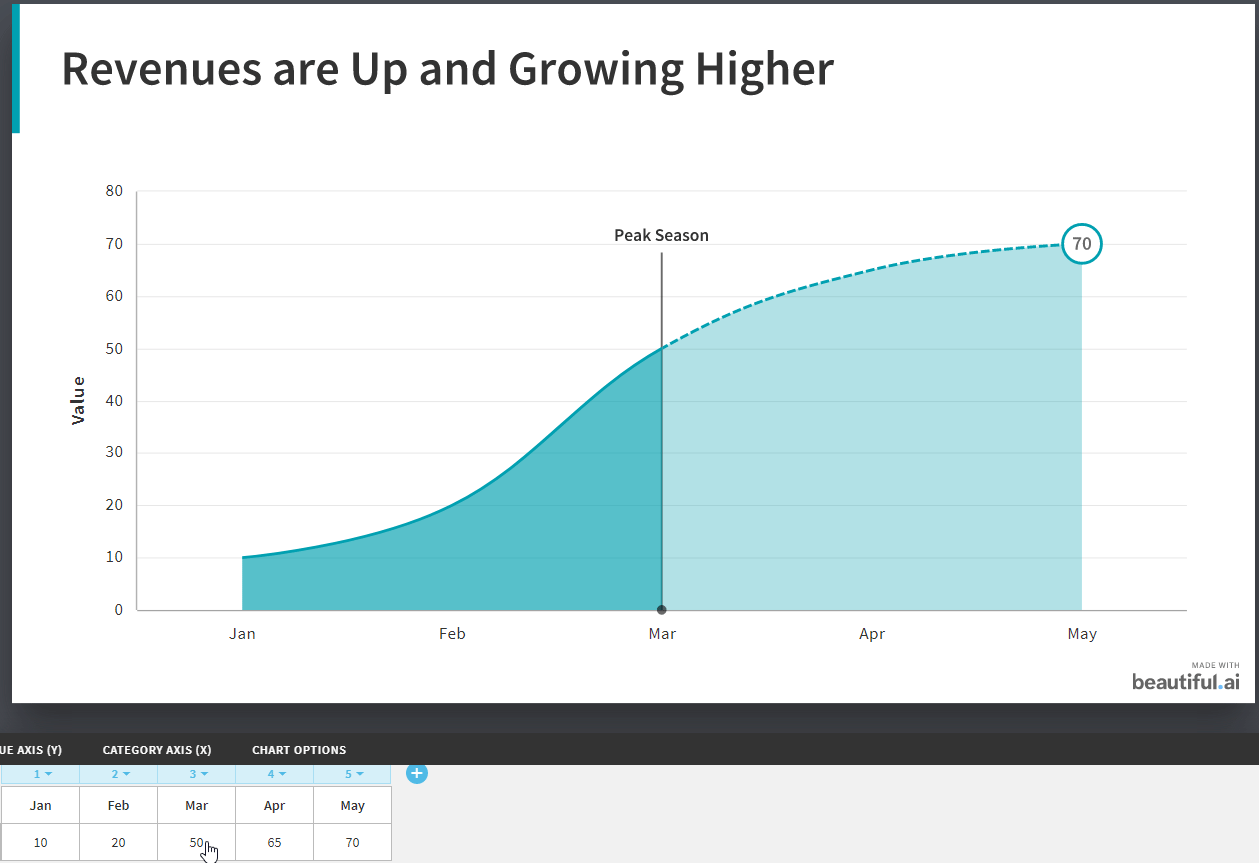 Revenues are Up and Growing Higher
80
Peak Season
70
70
60
50
40
Value
30
20
10
0
Jan Feb Mar Apr May
MADE WITH
beautiful.ai
UE AXIS (Y) CATEGORY AXIS (X) CHART OPTIONS
1 2 3 4 5
Jan Feb Mar Apr May
10 20 50 65 70